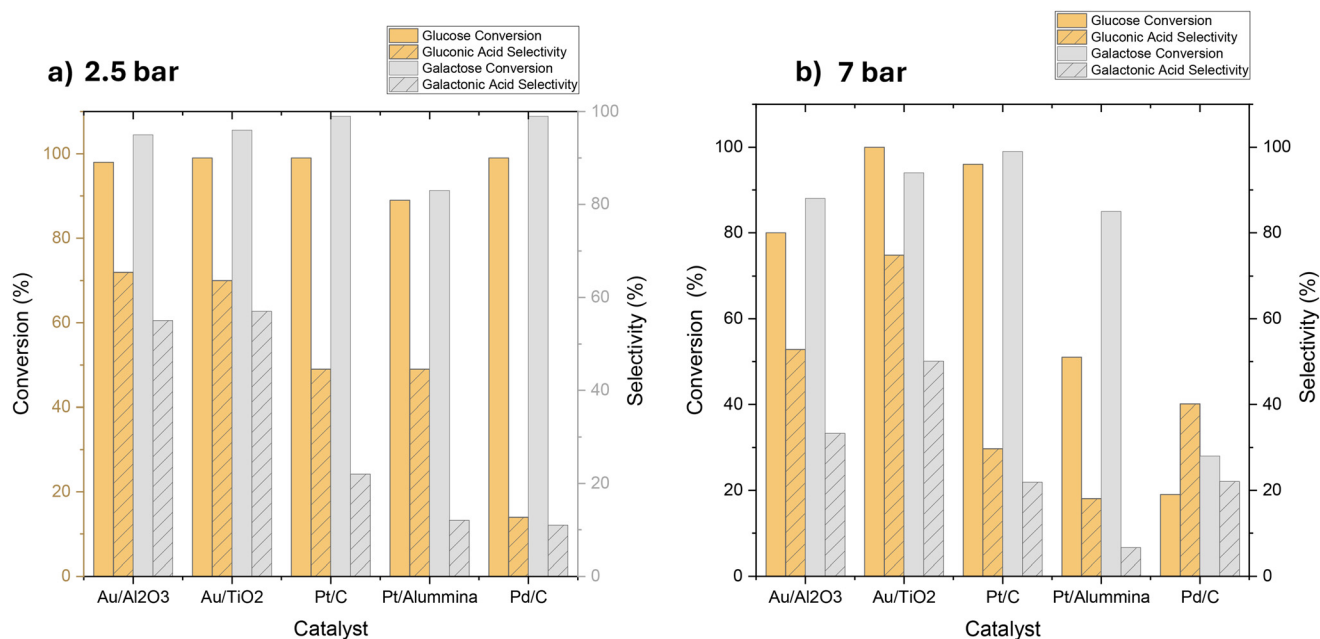 a) 2.5 bar
Glucose Conversion
Gluconic Acid Selectivity
Galactose Conversion
Galactonic Acid Selectivity
Conversion (%)
100
80
60
40
20
0
100
80
60
40
20
0
Selectivity (%)
Au/Al2O3
Au/TiO2
Pt/C
Pt/Alummina
Pd/C
Catalyst
b) 7 bar
Glucose Conversion
Gluconic Acid Selectivity
Galactose Conversion
Galactonic Acid Selectivity
Conversion (%)
100
80
60
40
20
0
100
80
60
40
20
0
Selectivity (%)
Au/Al2O3
Au/TiO2
Pt/C
Pt/Alummina
Pd/C
Catalyst